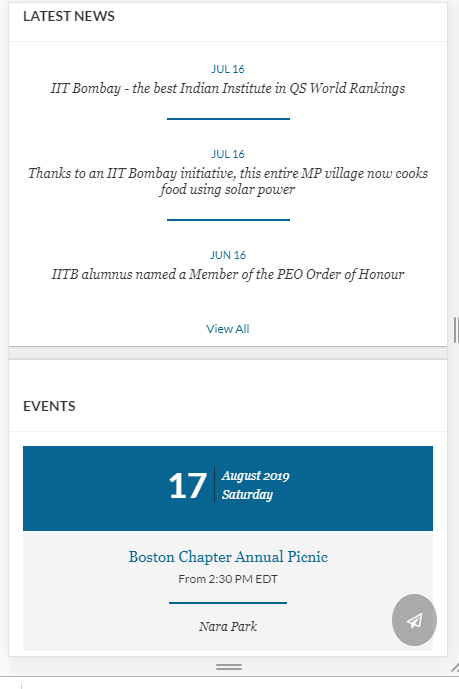 LATEST NEWS
JUL 16
IIT Bombay - the best Indian Institute in QS World Rankings
JUL 16
Thanks to an IIT Bombay initiative, this entire MP village now cooks
food using solar power
JUN 16
IITB alumnus named a Member of the PEO Order of Honour
View All
EVENTS
17
August 2019
Saturday
Boston Chapter Annual Picnic
From 2:30 PM EDT
Nara Park